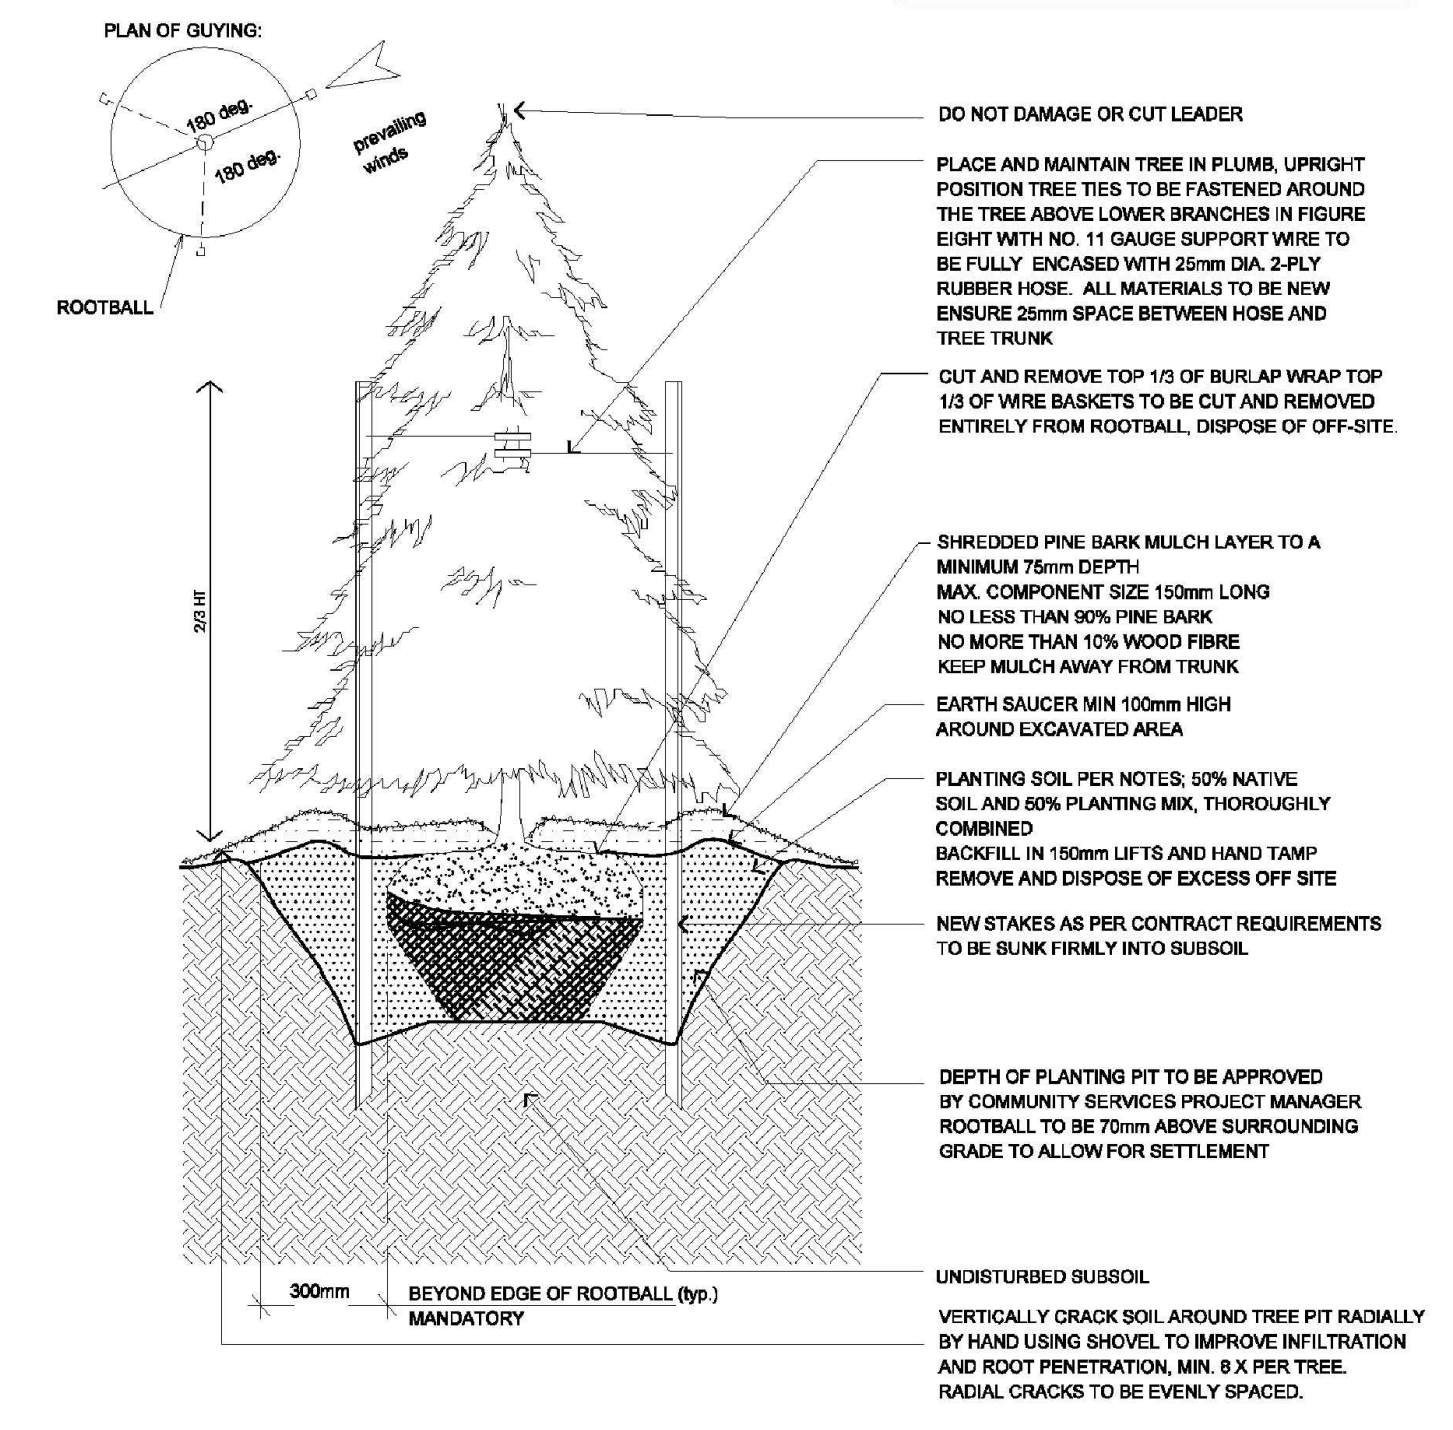 PLAN OF GUYING:
180 deg.
180 deg.
prevailing
winds
ROOTBALL
2/3 HT
DO NOT DAMAGE OR CUT LEADER
PLACE AND MAINTAIN TREE IN PLUMB, UPRIGHT
POSITION TREE TIES TO BE FASTENED AROUND
THE TREE ABOVE LOWER BRANCHES IN FIGURE
EIGHT WITH NO. 11 GAUGE SUPPORT WIRE TO
BE FULLY ENCASED WITH 25mm DIA. 2-PLY
RUBBER HOSE. ALL MATERIALS TO BE NEW
ENSURE 25mm SPACE BETWEEN HOSE AND
TREE TRUNK
CUT AND REMOVE TOP 1/3 OF BURLAP WRAP TOP
1/3 OF WIRE BASKETS TO BE CUT AND REMOVED
ENTIRELY FROM ROOTBALL, DISPOSE OF OFF-SITE.
SHREDDED PINE BARK MULCH LAYER TO A
MINIMUM 75mm DEPTH
MAX. COMPONENT SIZE 150mm LONG
NO LESS THAN 90% PINE BARK
NO MORE THAN 10% WOOD FIBRE
KEEP MULCH AWAY FROM TRUNK
EARTH SAUCER MIN 100mm HIGH
AROUND EXCAVATED AREA
PLANTING SOIL PER NOTES; 50% NATIVE
SOIL AND 50% PLANTING MIX, THOROUGHLY
COMBINED
BACKFILL IN 150mm LIFTS AND HAND TAMP
REMOVE AND DISPOSE OF EXCESS OFF SITE
NEW STAKES AS PER CONTRACT REQUIREMENTS
TO BE SUNK FIRMLY INTO SUBSOIL
DEPTH OF PLANTING PIT TO BE APPROVED
BY COMMUNITY SERVICES PROJECT MANAGER
ROOTBALL TO BE 70mm ABOVE SURROUNDING
GRADE TO ALLOW FOR SETTLEMENT
UNDISTURBED SUBSOIL
300mm
BEYOND EDGE OF ROOTBALL (typ.)
MANDATORY
VERTICALLY CRACK SOIL AROUND TREE PIT RADIALLY
BY HAND USING SHOVEL TO IMPROVE INFILTRATION
AND ROOT PENETRATION, MIN. 8 X PER TREE.
RADIAL CRACKS TO BE EVENLY SPACED.